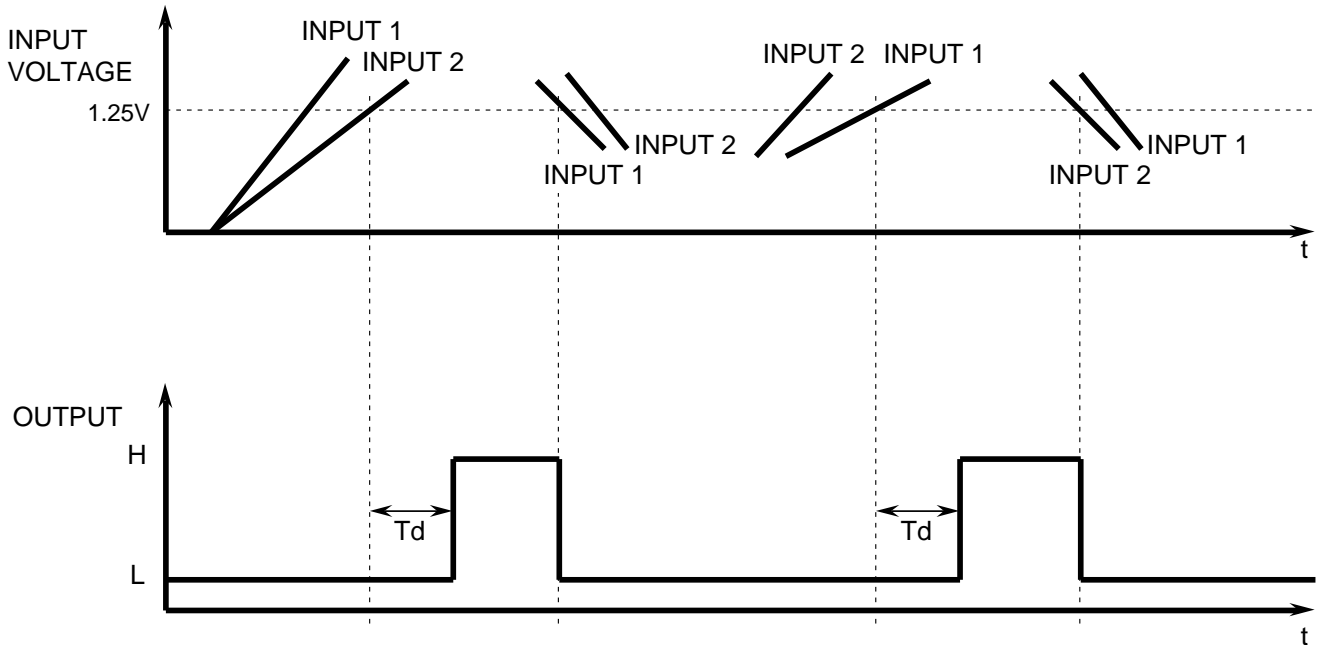 INPUT
VOLTAGE
INPUT 1
INPUT 2
INPUT 2
INPUT 1
1.25V
INPUT 2
INPUT 1
INPUT 1
INPUT 2
t
OUTPUT
H
Td
Td
L
t